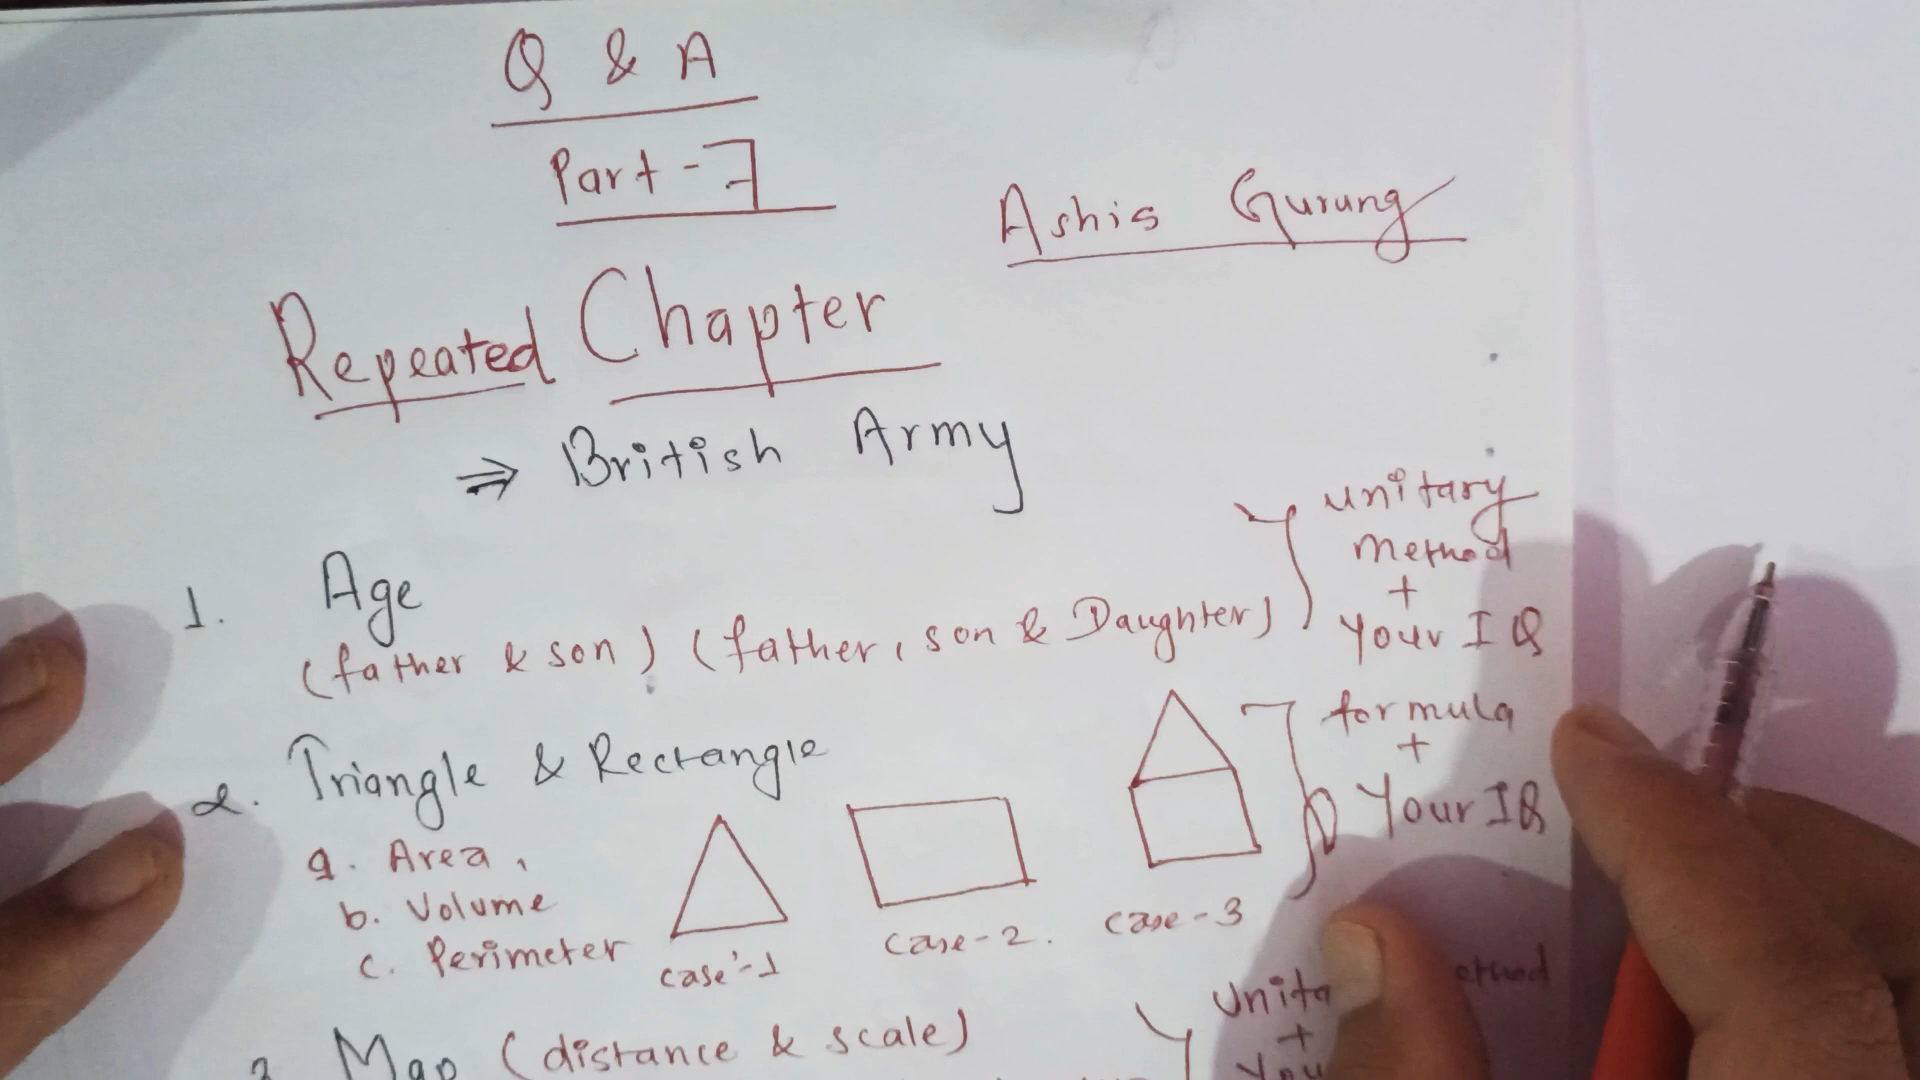 Q & A
Part - 7
Ashis Gurung
Repeated Chapter
⇒ British Army
1. Age
(father & son) (father, son & Daughter)
unitary
method
+
Your IQ
2. Triangle & Rectangle
a. Area,
b. Volume
c. Perimeter
case-1
case-2.
case-3
formula
+
Your IQ
3. Map (distance & scale)
+